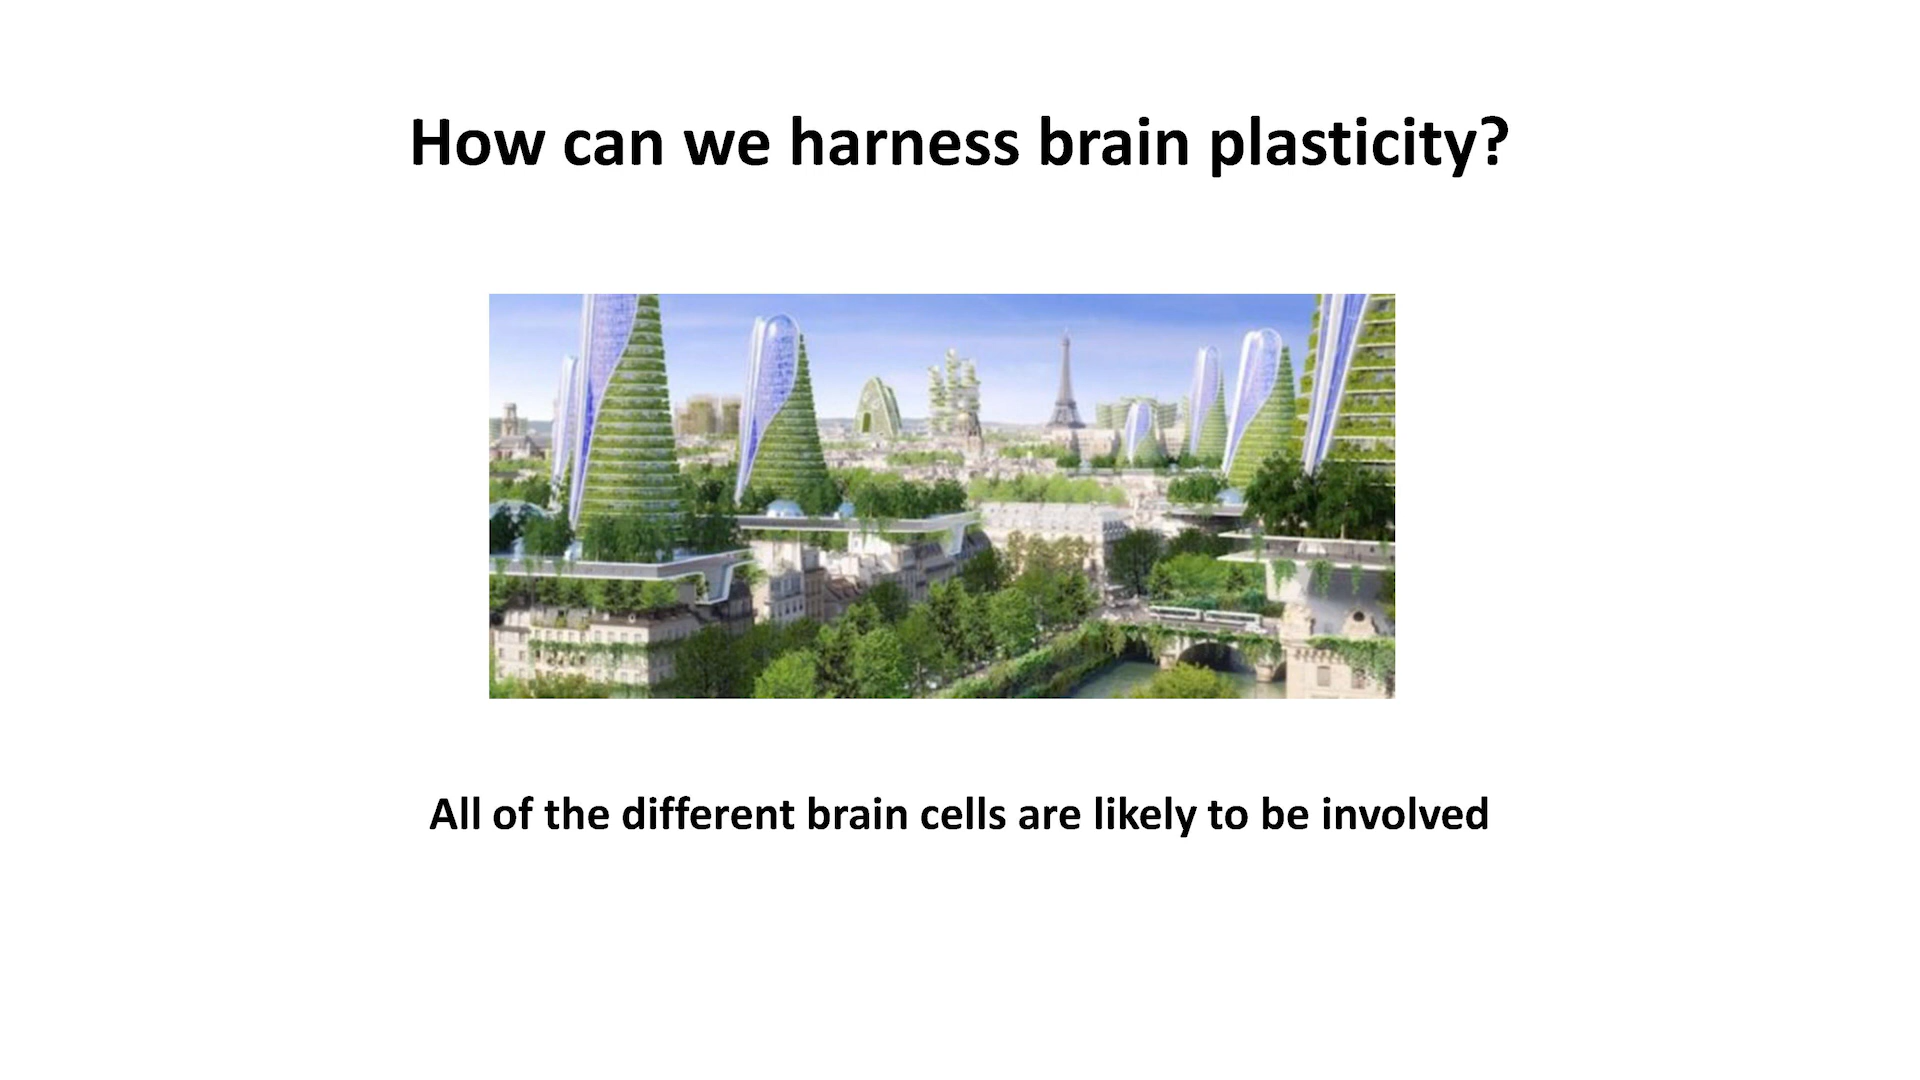 How can we harness brain plasticity?
All of the different brain cells are likely to be involved